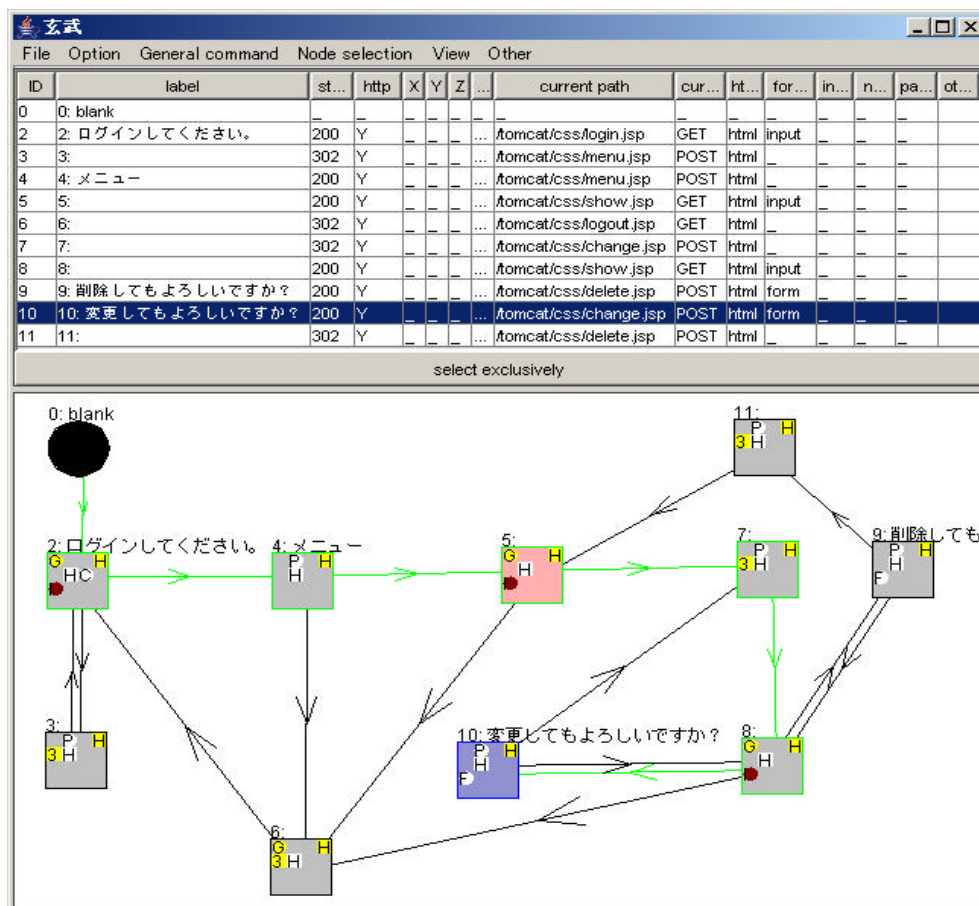 玄武
File Option General command Node selection View Other
ID label st... http X Y Z ... current path cur... ht... for... in... n... pa... ot...
0 0: blank _ _ _ _ _ _ _ _ _ _ _ _ _
2 2: ログインしてください。 200 Y _ _ _ ... /tomcat/css/login.jsp GET html input _ _ _
3 3: 302 Y _ _ _ ... /tomcat/css/menu.jsp POST html _ _ _ _
4 4: メニュー 200 Y _ _ _ ... /tomcat/css/menu.jsp POST html _ _ _ _
5 5: 200 Y _ _ _ ... /tomcat/css/show.jsp GET html input _ _ _
6 6: 302 Y _ _ _ ... /tomcat/css/logout.jsp GET html _ _ _ _
7 7: 302 Y _ _ _ ... /tomcat/css/change.jsp POST html _ _ _ _
8 8: 200 Y _ _ _ ... /tomcat/css/show.jsp GET html input _ _ _
9 9: 削除してもよろしいですか? 200 Y _ _ _ ... /tomcat/css/delete.jsp POST html form _ _ _
10 10: 変更してもよろしいですか? 200 Y _ _ _ ... /tomcat/css/change.jsp POST html form _ _ _
11 11: 302 Y _ _ _ ... /tomcat/css/delete.jsp POST html _ _ _ _
select exclusively
0: blank
11:
P H
3 H
2: ログインしてください。
G H
H C
4: メニュー
P H
H
5:
G H
H
7:
P H
3 H
9: 削除しても
P H
H
F
3:
P H
3 H
10: 変更してもよろしいですか?
P H
H
F
8:
G H
H
6:
G H
3 H